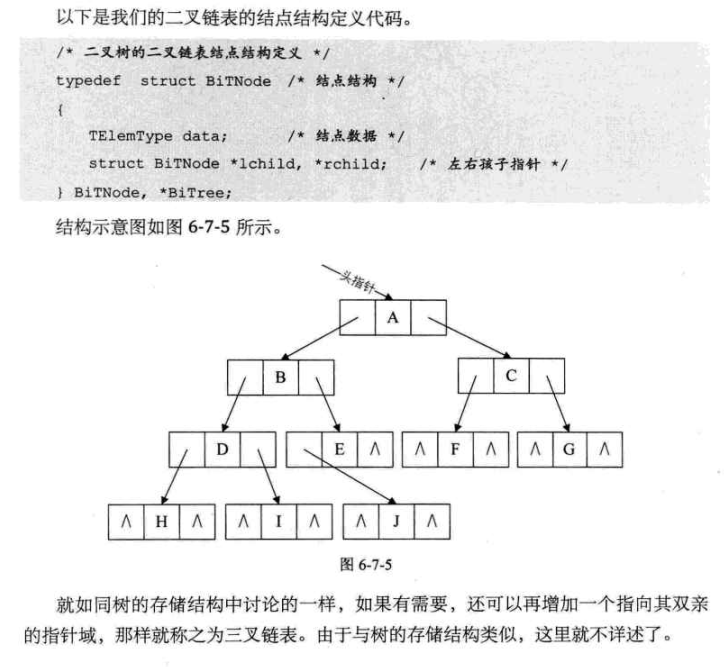 以下是我们的二叉链表的结点结构定义代码。
/* 二叉树的二叉链表结点结构定义 */
typedef struct BiTNode /* 结点结构 */
{
TElemType data; /* 结点数据 */
struct BiTNode *lchild, *rchild; /* 左右孩子指针 */
} BiTNode, *BiTree;
结构示意图如图 6-7-5 所示。
头指针
A
B
C
D
E ∧
∧ F ∧
∧ G ∧
∧ H ∧
∧ I ∧
∧ J ∧
图 6-7-5
就如同树的存储结构中讨论的一样，如果有需要，还可以再增加一个指向其双亲
的指针域，那样就称之为三叉链表。由于与树的存储结构类似，这里就不详述了。